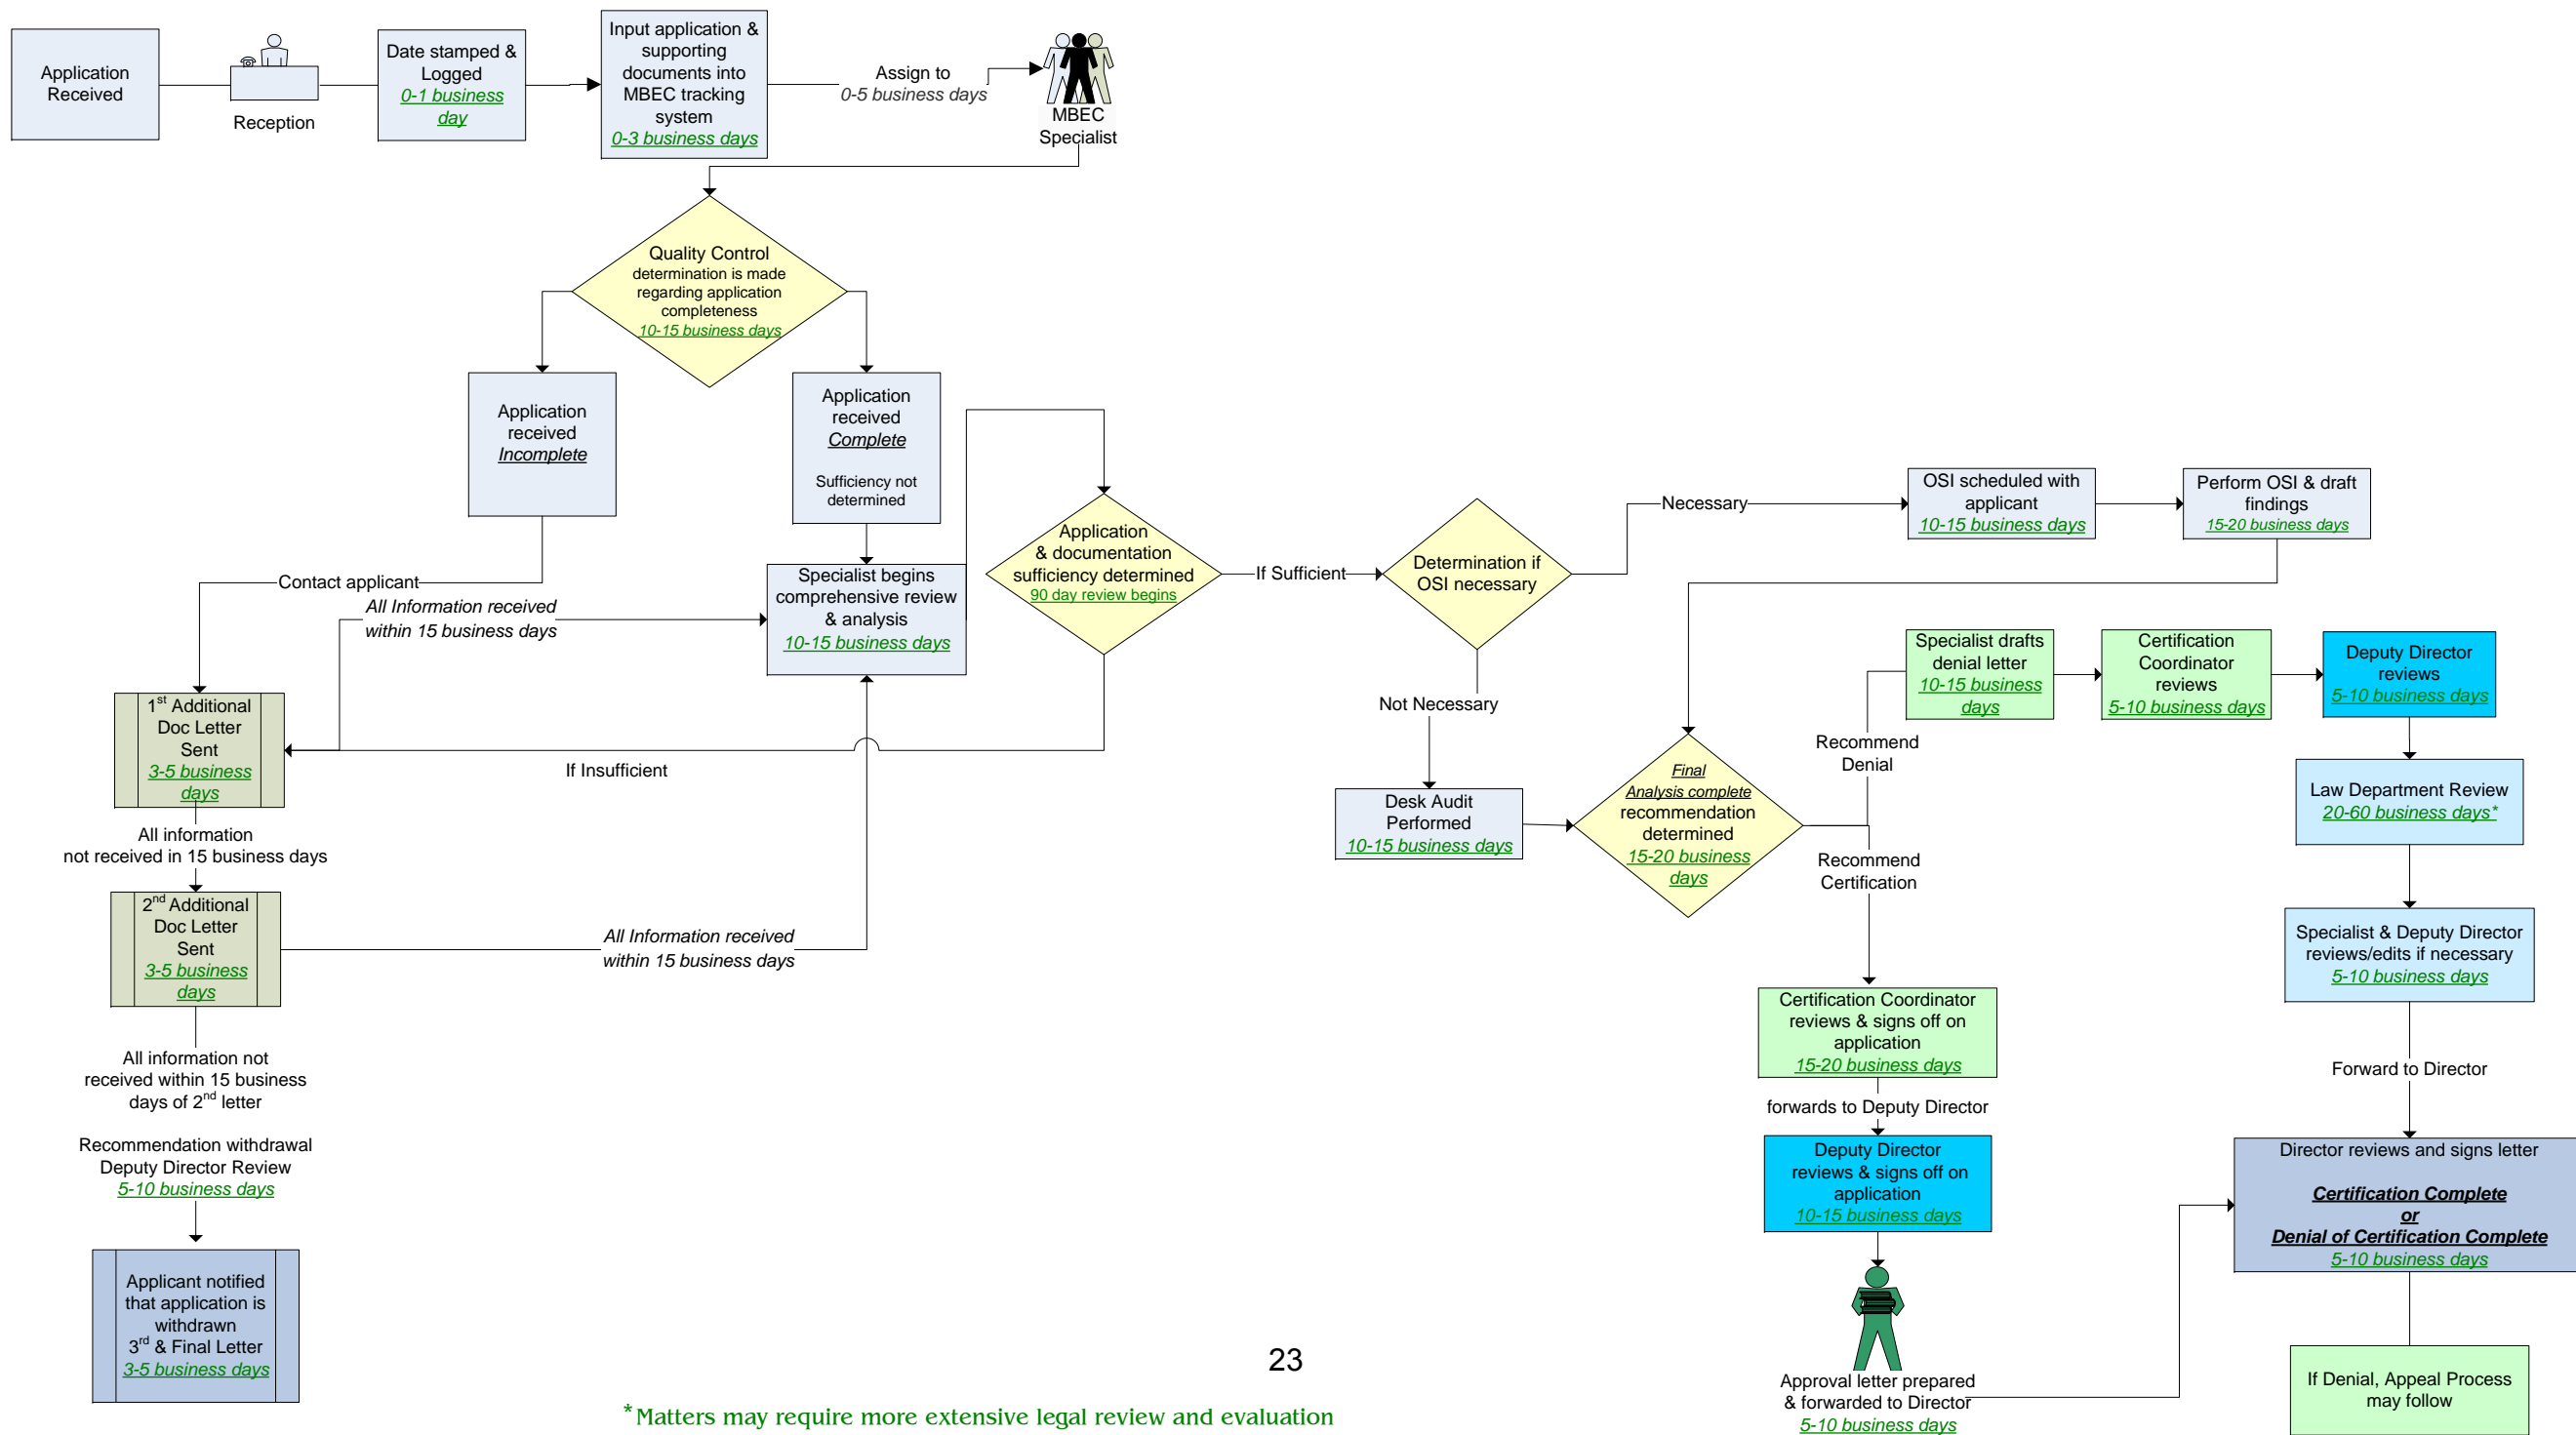 Application
Received
Reception
Date stamped &
Logged
0-1 business
day
Input application &
supporting
documents into
MBEC tracking
system
0-3 business days
Assign to
0-5 business days
MBEC
Specialist
Quality Control
determination is made
regarding application
completeness
10-15 business days
Application
received
Incomplete
Application
received
Complete
Sufficiency not
determined
Contact applicant
All Information received
within 15 business days
Specialist begins
comprehensive review
& analysis
10-15 business days
Application
& documentation
sufficiency determined
90 day review begins
If Sufficient
Determination if
OSI necessary
Necessary
OSI scheduled with
applicant
10-15 business days
Perform OSI & draft
findings
15-20 business days
Not Necessary
1st Additional
Doc Letter
Sent
3-5 business
days
If Insufficient
All information
not received in 15 business days
2nd Additional
Doc Letter
Sent
3-5 business
days
All Information received
within 15 business days
All information not
received within 15 business
days of 2nd letter
Recommendation withdrawal
Deputy Director Review
5-10 business days
Applicant notified
that application is
withdrawn
3rd & Final Letter
3-5 business days
Desk Audit
Performed
10-15 business days
Final
Analysis complete
recommendation
determined
15-20 business
days
Recommend
Denial
Specialist drafts
denial letter
10-15 business
days
Certification
Coordinator
reviews
5-10 business days
Deputy Director
reviews
5-10 business days
Law Department Review
20-60 business days*
Specialist & Deputy Director
reviews/edits if necessary
5-10 business days
Forward to Director
Recommend
Certification
Certification Coordinator
reviews & signs off on
application
15-20 business days
forwards to Deputy Director
Deputy Director
reviews & signs off on
application
10-15 business days
Approval letter prepared
& forwarded to Director
5-10 business days
Director reviews and signs letter
Certification Complete
or
Denial of Certification Complete
5-10 business days
If Denial, Appeal Process
may follow
23
*Matters may require more extensive legal review and evaluation